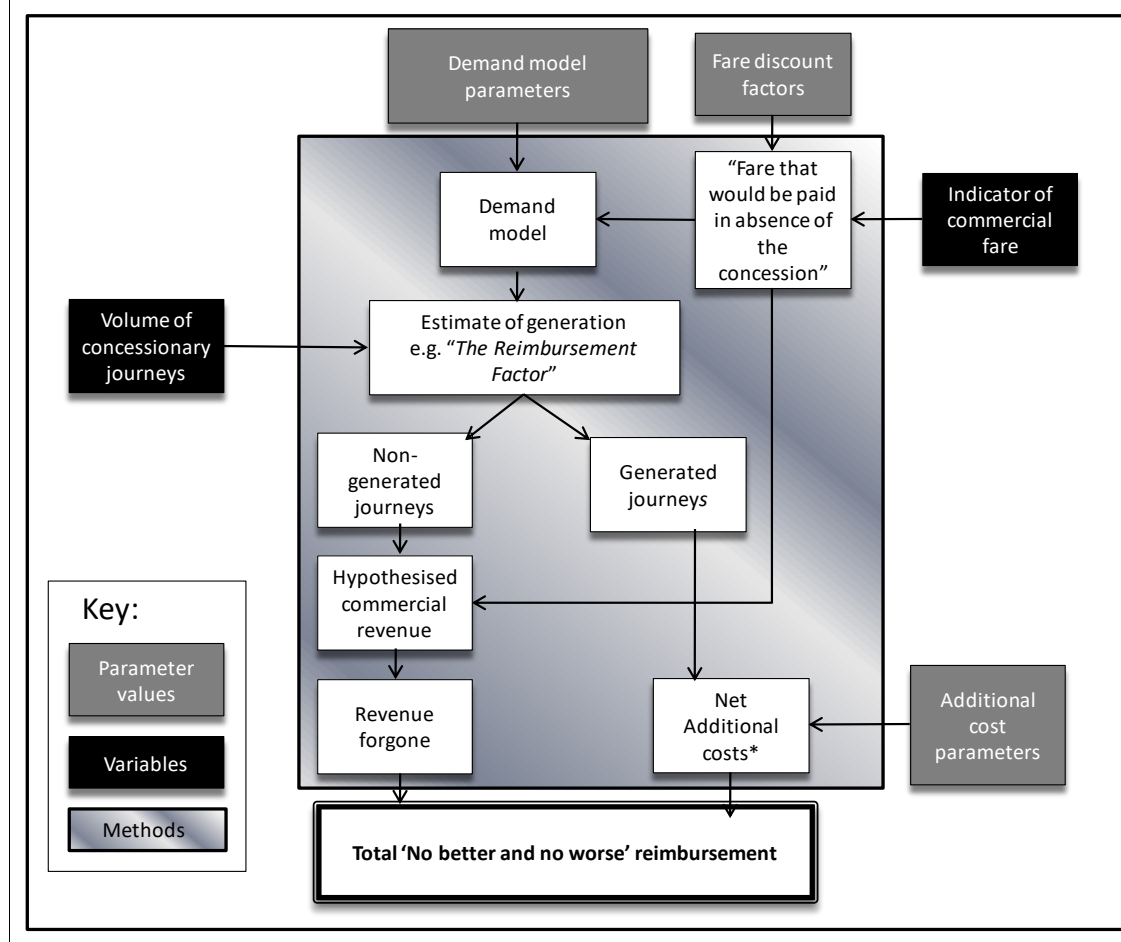 Demand model
parameters
Fare discount
factors
“Fare that
would be paid
in absence of
the
concession”
Demand
model
Indicator of
commercial
fare
Volume of
concessionary
journeys
Estimate of generation
e.g. “The Reimbursement
Factor”
Non-
generated
journeys
Generated
journeys
Hypothesised
commercial
revenue
Revenue
forgone
Net
Additional
costs*
Additional
cost
parameters
Key:
Parameter
values
Variables
Methods
Total ‘No better and no worse’ reimbursement